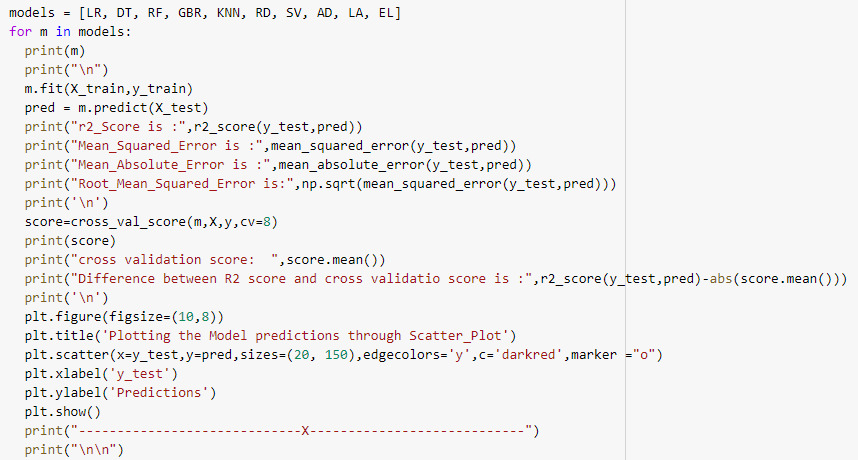 models = [LR, DT, RF, GBR, KNN, RD, SV, AD, LA, EL]
for m in models:
  print(m)
  print("\n")
  m.fit(X_train,y_train)
  pred = m.predict(X_test)
  print("r2_Score is :",r2_score(y_test,pred))
  print("Mean_Squared_Error is :",mean_squared_error(y_test,pred))
  print("Mean_Absolute_Error is :",mean_absolute_error(y_test,pred))
  print("Root_Mean_Squared_Error is:",np.sqrt(mean_squared_error(y_test,pred)))
  print('\n')
  score=cross_val_score(m,X,y,cv=8)
  print(score)
  print("cross validation score:  ",score.mean())
  print("Difference between R2 score and cross validatio score is :",r2_score(y_test,pred)-abs(score.mean()))
  print('\n')
  plt.figure(figsize=(10,8))
  plt.title('Plotting the Model predictions through Scatter_Plot')
  plt.scatter(x=y_test,y=pred,sizes=(20, 150),edgecolors='y',c='darkred',marker ="o")
  plt.xlabel('y_test')
  plt.ylabel('Predictions')
  plt.show()
  print("-----------------------------X----------------------------")
  print("\n\n")